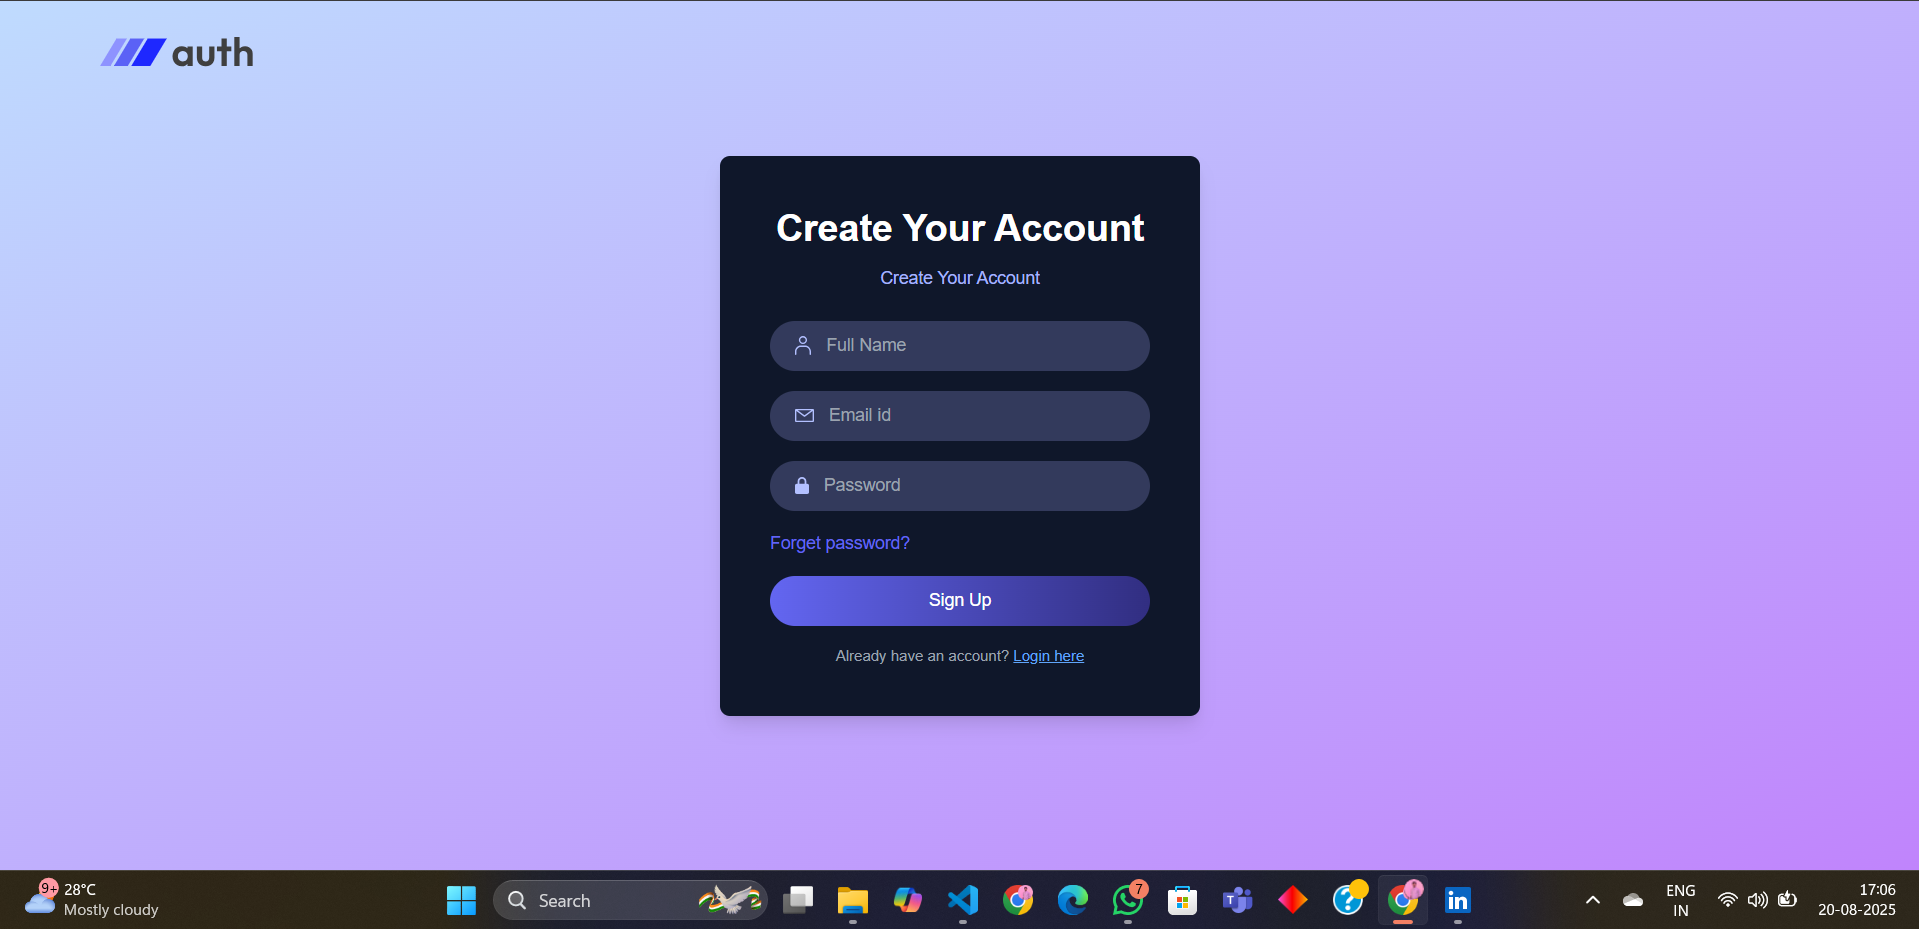 auth
Create Your Account
Create Your Account
Full Name
Email id
Password
Forget password?
Sign Up
Already have an account? Login here
9+
28°C
Mostly cloudy
Search
7
T
?
in
ENG
IN
17:06
20-08-2025